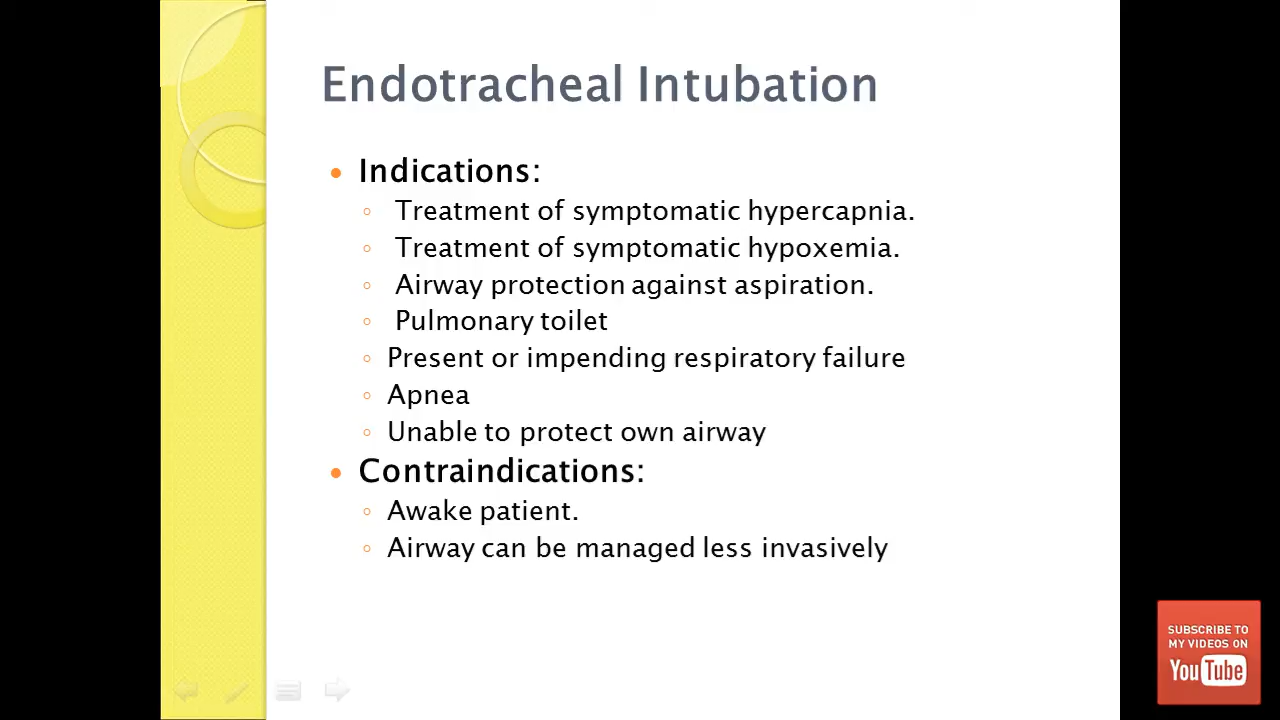 Endotracheal Intubation
• Indications:
◦ Treatment of symptomatic hypercapnia.
◦ Treatment of symptomatic hypoxemia.
◦ Airway protection against aspiration.
◦ Pulmonary toilet
◦ Present or impending respiratory failure
◦ Apnea
◦ Unable to protect own airway
• Contraindications:
◦ Awake patient.
◦ Airway can be managed less invasively
SUBSCRIBE TO
MY VIDEOS ON
YouTube